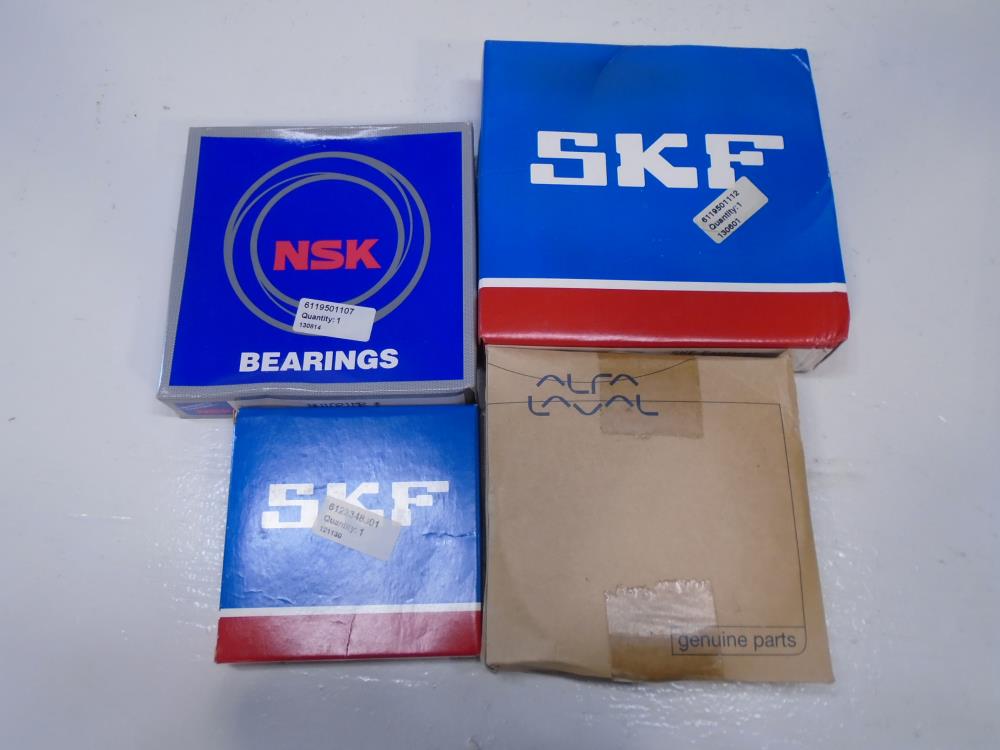 NSK
6119501107
Quantity: 1
130814
BEARINGS
NSK
SKF
6119501112
Quantity: 1
130601
SKF
Quantity: 1
121130
ALFA
LAVAL
genuine parts